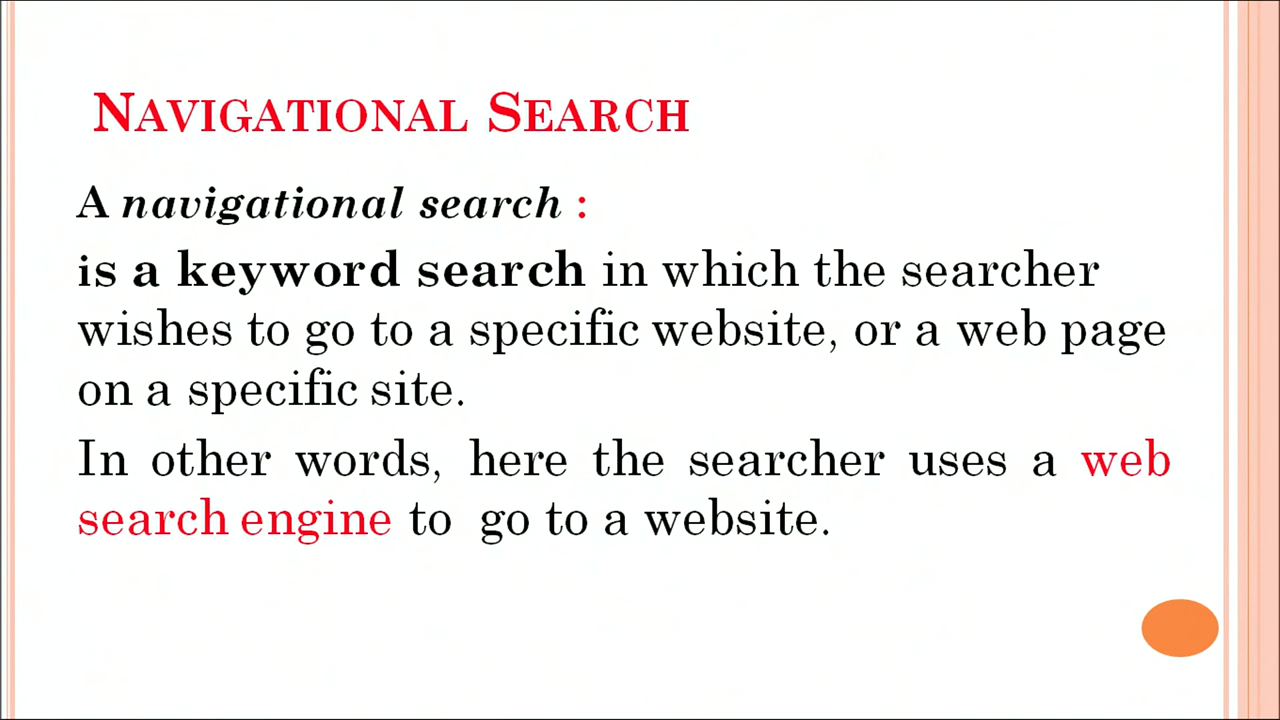 NAVIGATIONAL SEARCH
A navigational search :
is a keyword search in which the searcher
wishes to go to a specific website, or a web page
on a specific site.
In other words, here the searcher uses a web
search engine to go to a website.